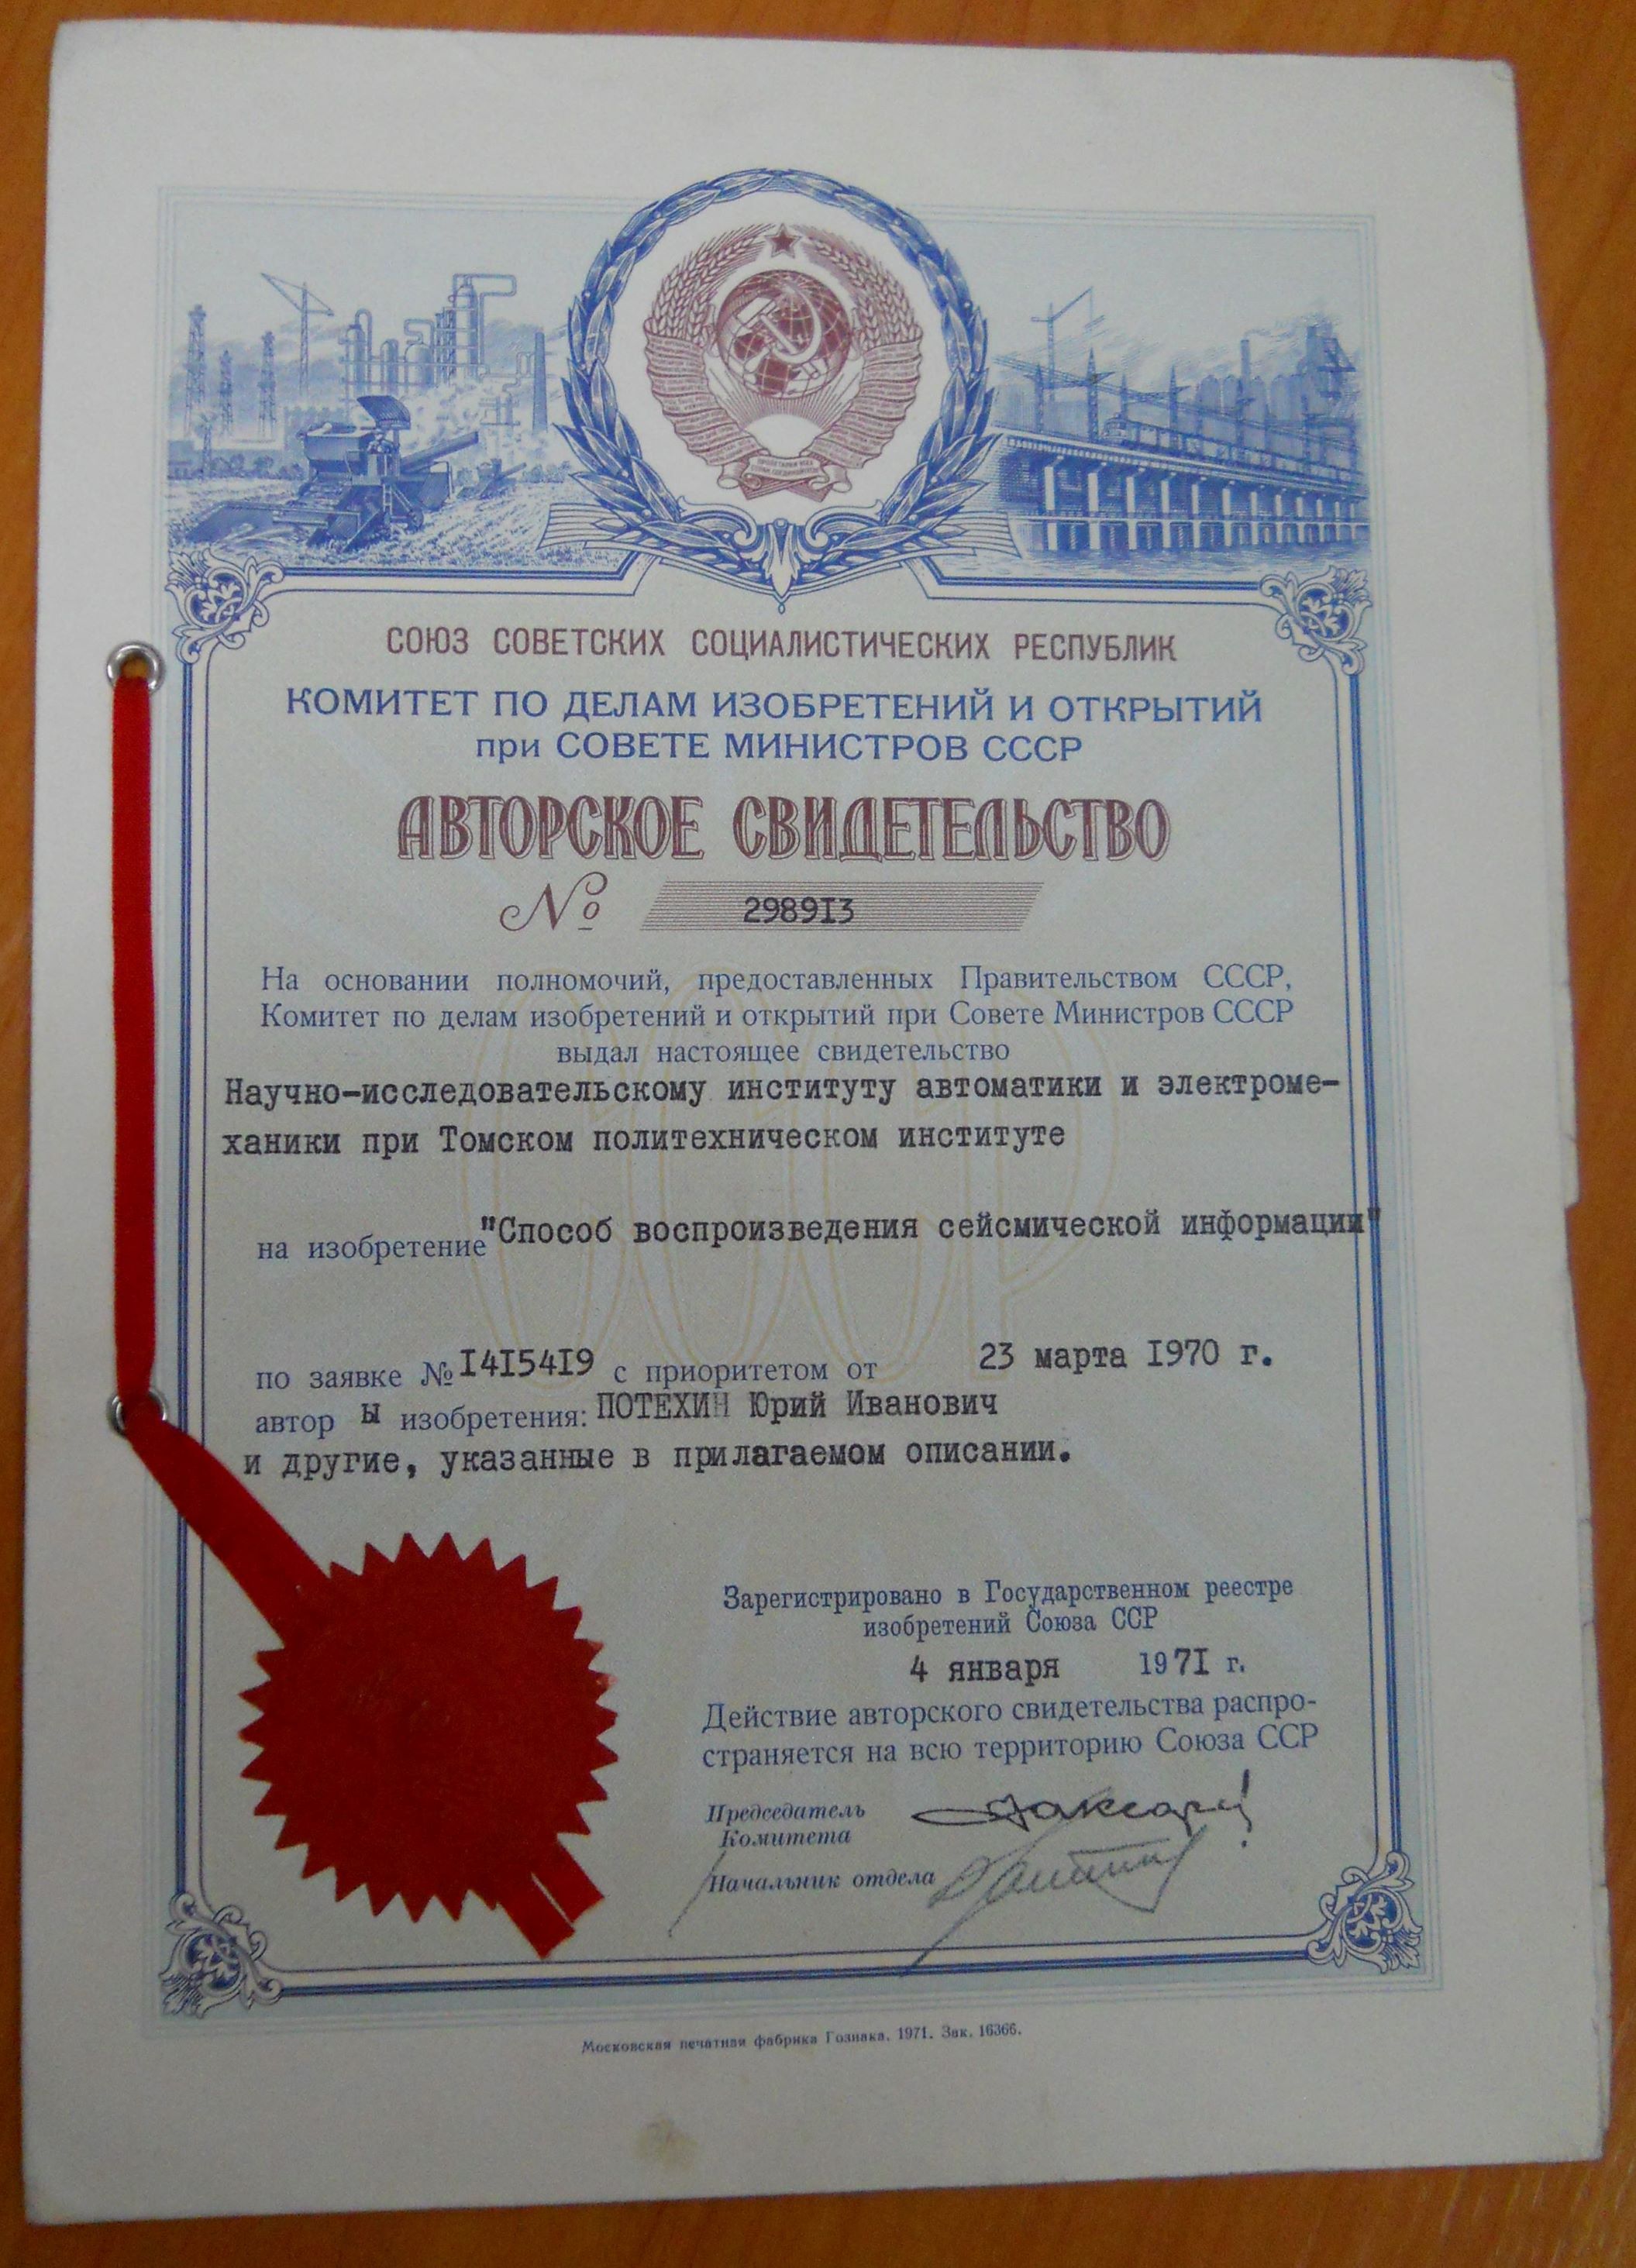 СОЮЗ СОВЕТСКИХ СОЦИАЛИСТИЧЕСКИХ РЕСПУБЛИК
КОМИТЕТ ПО ДЕЛАМ ИЗОБРЕТЕНИЙ И ОТКРЫТИЙ
при СОВЕТЕ МИНИСТРОВ СССР
АВТОРСКОЕ СВИДЕТЕЛЬСТВО
№ 298913
На основании полномочий, предоставленных Правительством СССР,
Комитет по делам изобретений и открытий при Совете Министров СССР
выдал настоящее свидетельство
Научно-исследовательскому институту автоматики и электроме-
ханики при Томском политехническом институте
на изобретение "Способ воспроизведения сейсмической информации"
по заявке № 1415419 с приоритетом от 23 марта 1970 г.
автор ы изобретения: ПОТЕХИН Юрий Иванович
и другие, указанные в прилагаемом описании.
Зарегистрировано в Государственном реестре
изобретений Союза ССР
4 января 1971 г.
Действие авторского свидетельства распро-
страняется на всю территорию Союза ССР
Председатель
Комитета
Начальник отдела
Московская печатная фабрика Гознака. 1971. Зак. 16366.